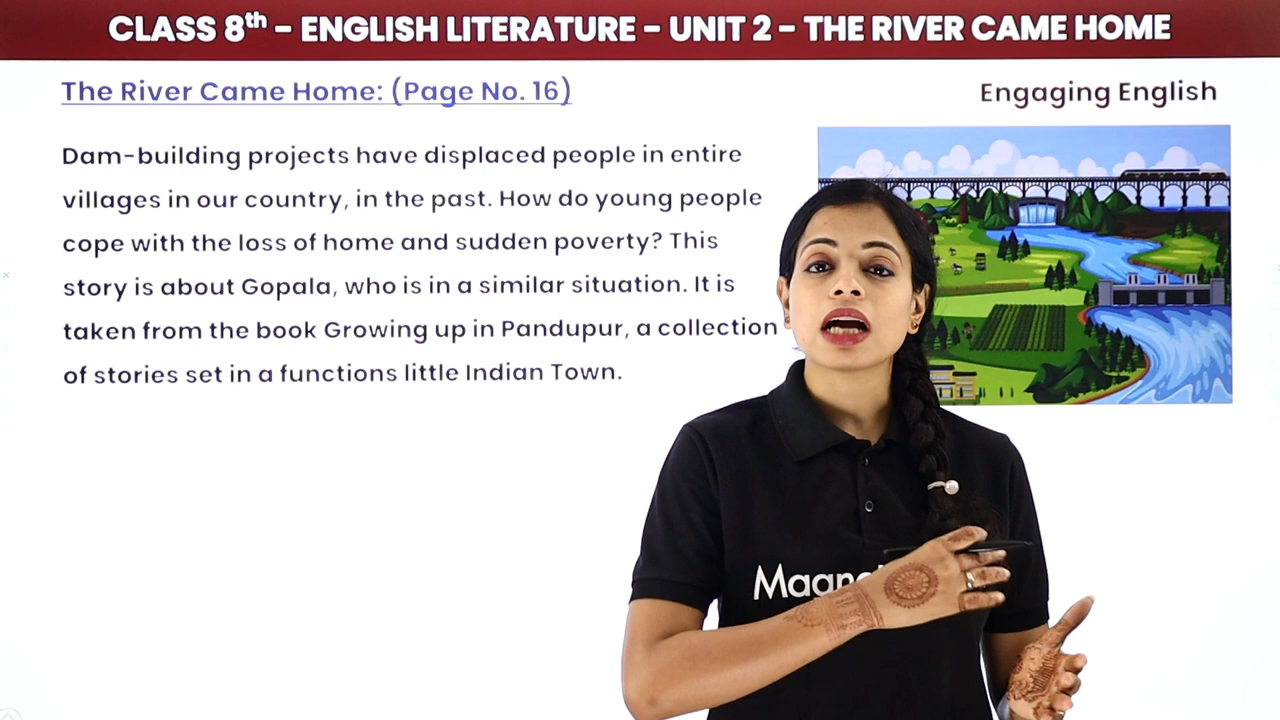 CLASS 8th - ENGLISH LITERATURE - UNIT 2 - THE RIVER CAME HOME
The River Came Home: (Page No. 16)
Engaging English
Dam-building projects have displaced people in entire
villages in our country, in the past. How do young people
cope with the loss of home and sudden poverty? This
story is about Gopala, who is in a similar situation. It is
taken from the book Growing up in Pandupur, a collection
of stories set in a functions little Indian Town.